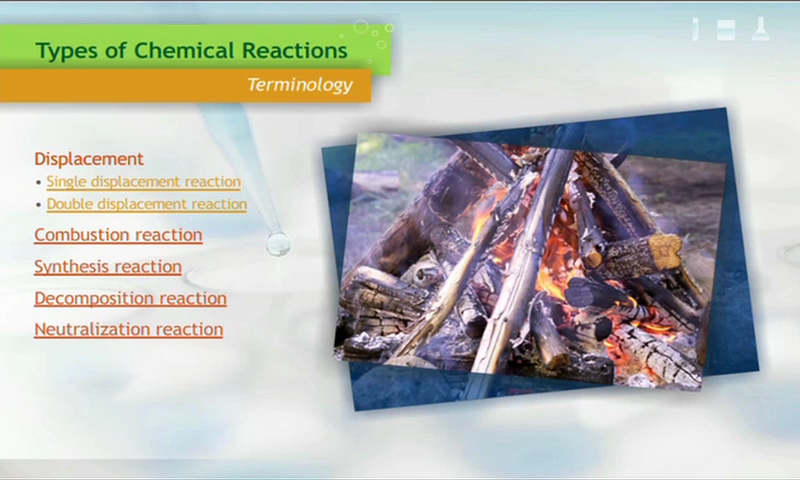 Types of Chemical Reactions
Terminology
Displacement
• Single displacement reaction
• Double displacement reaction
Combustion reaction
Synthesis reaction
Decomposition reaction
Neutralization reaction